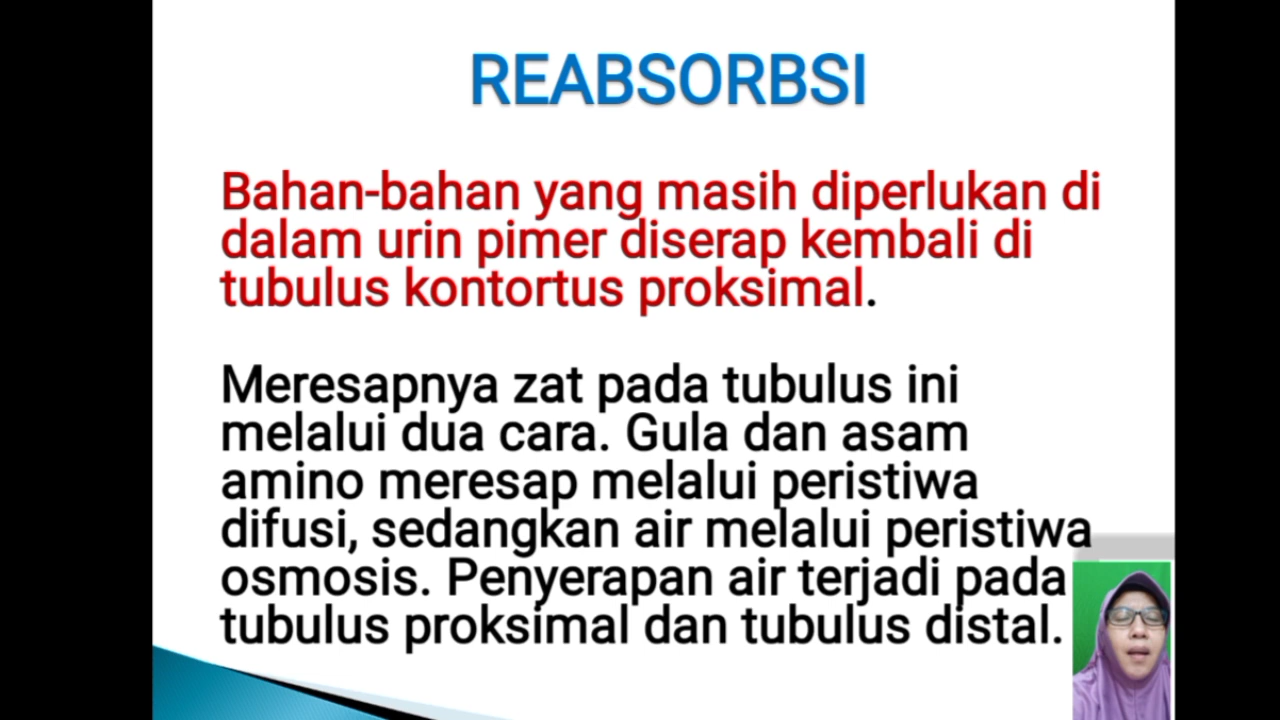 REABSORBSI
Bahan-bahan yang masih diperlukan di
dalam urin pimer diserap kembali di
tubulus kontortus proksimal.
Meresapnya zat pada tubulus ini
melalui dua cara. Gula dan asam
amino meresap melalui peristiwa
difusi, sedangkan air melalui peristiwa
osmosis. Penyerapan air terjadi pada
tubulus proksimal dan tubulus distal.